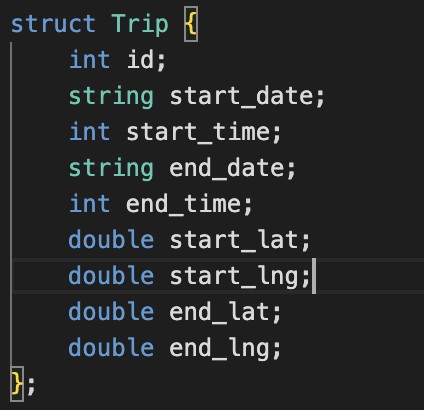 struct Trip {
    int id;
    string start_date;
    int start_time;
    string end_date;
    int end_time;
    double start_lat;
    double start_lng;
    double end_lat;
    double end_lng;
};